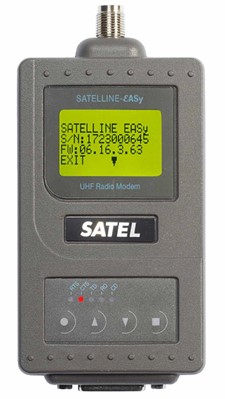 SATELLINE-EASy
SATELLINE EASy
S/N:1723000645
FW:06.16.3.63
EXIT
UHF Radio Modem
SATEL